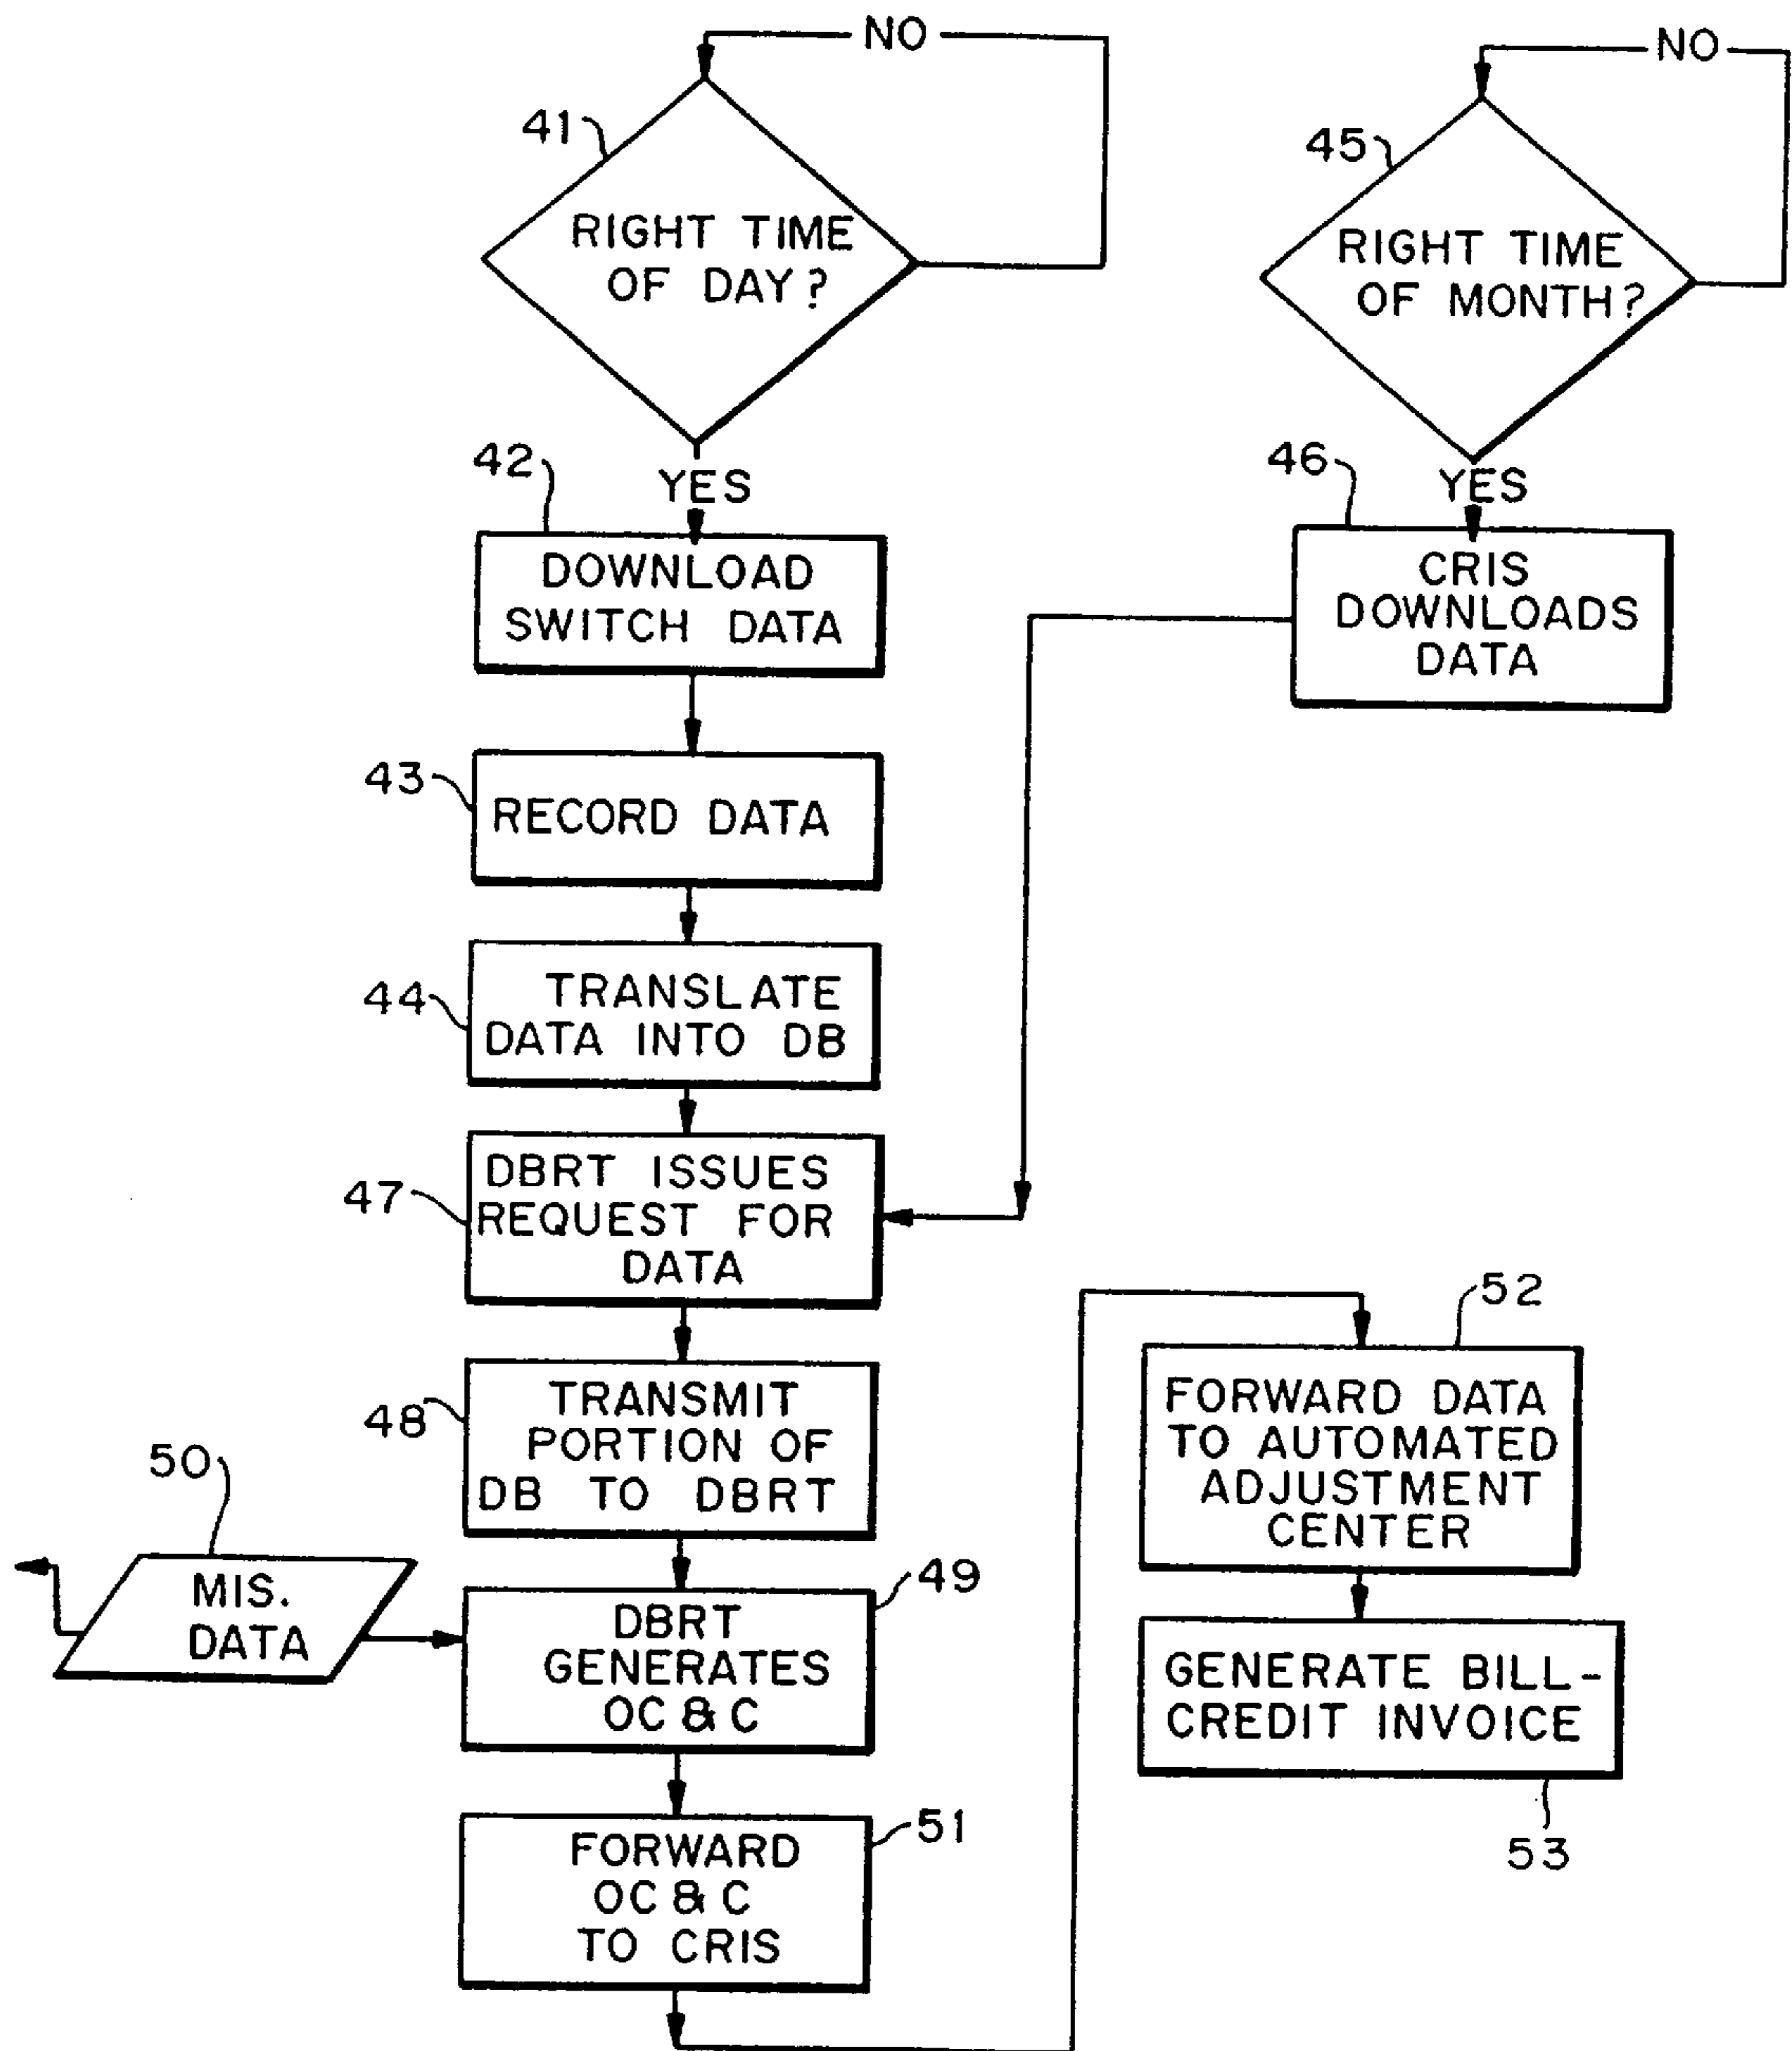 NO
41
RIGHT TIME
OF DAY?
YES
42
DOWNLOAD
SWITCH DATA
43
RECORD DATA
44
TRANSLATE
DATA INTO DB
NO
45
RIGHT TIME
OF MONTH?
YES
46
CRIS
DOWNLOADS
DATA
47
DBRT ISSUES
REQUEST FOR
DATA
48
TRANSMIT
PORTION OF
DB TO DBRT
50
MIS.
DATA
49
DBRT
GENERATES
OC & C
51
FORWARD
OC & C
TO CRIS
52
FORWARD DATA
TO AUTOMATED
ADJUSTMENT
CENTER
GENERATE BILL-
CREDIT INVOICE
53